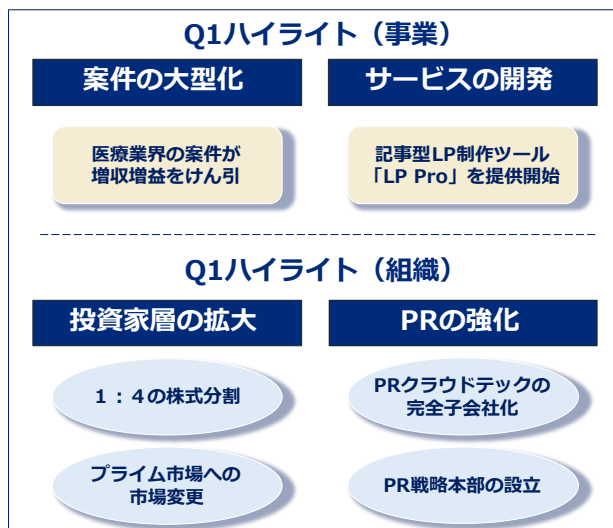 Q1ハイライト（事業）
案件の大型化
サービスの開発
医療業界の案件が
増収増益をけん引
記事型LP制作ツール
「LP Pro」を提供開始
Q1ハイライト（組織）
投資家層の拡大
PRの強化
１：４の株式分割
PRクラウドテックの
完全子会社化
プライム市場への
市場変更
PR戦略本部の設立